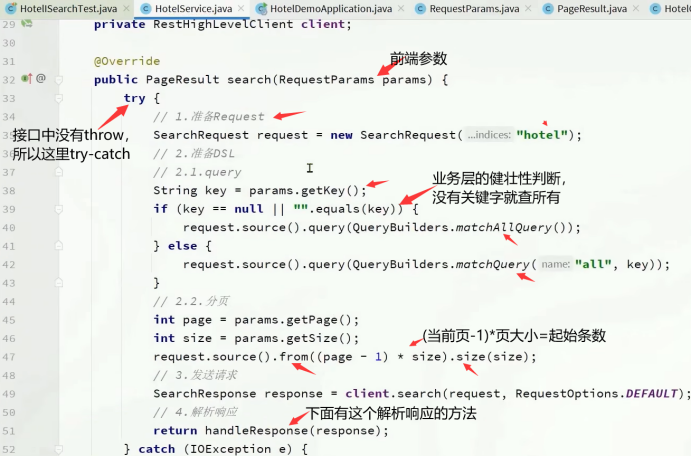 HotelISearchTest.java × HotelService.java × HotelDemoApplication.java × RequestParams.java × PageResult.java ×
29 private RestHighLevelClient client;
30
31 @Override
前端参数
32 public PageResult search(RequestParams params) {
33 try {
接口中没有throw,
所以这里try-catch
34 // 1.准备Request
35 SearchRequest request = new SearchRequest( ...indices: "hotel");
36 // 2.准备DSL
37 // 2.1.query
38 String key = params.getKey();
业务层的健壮性判断,
没有关键字就查所有
39 if (key == null || "".equals(key)) {
40 request.source().query(QueryBuilders.matchAllQuery());
41 } else {
42 request.source().query(QueryBuilders.matchQuery( name: "all", key));
43 }
44 // 2.2.分页
45 int page = params.getPage();
46 int size = params.getSize();
(当前页-1)*页大小=起始条数
47 request.source().from((page - 1) * size).size(size);
48 // 3.发送请求
49 SearchResponse response = client.search(request, RequestOptions.DEFAULT);
50 // 4.解析响应
下面有这个解析响应的方法
51 return handleResponse(response);
52 } catch (IOException e) {